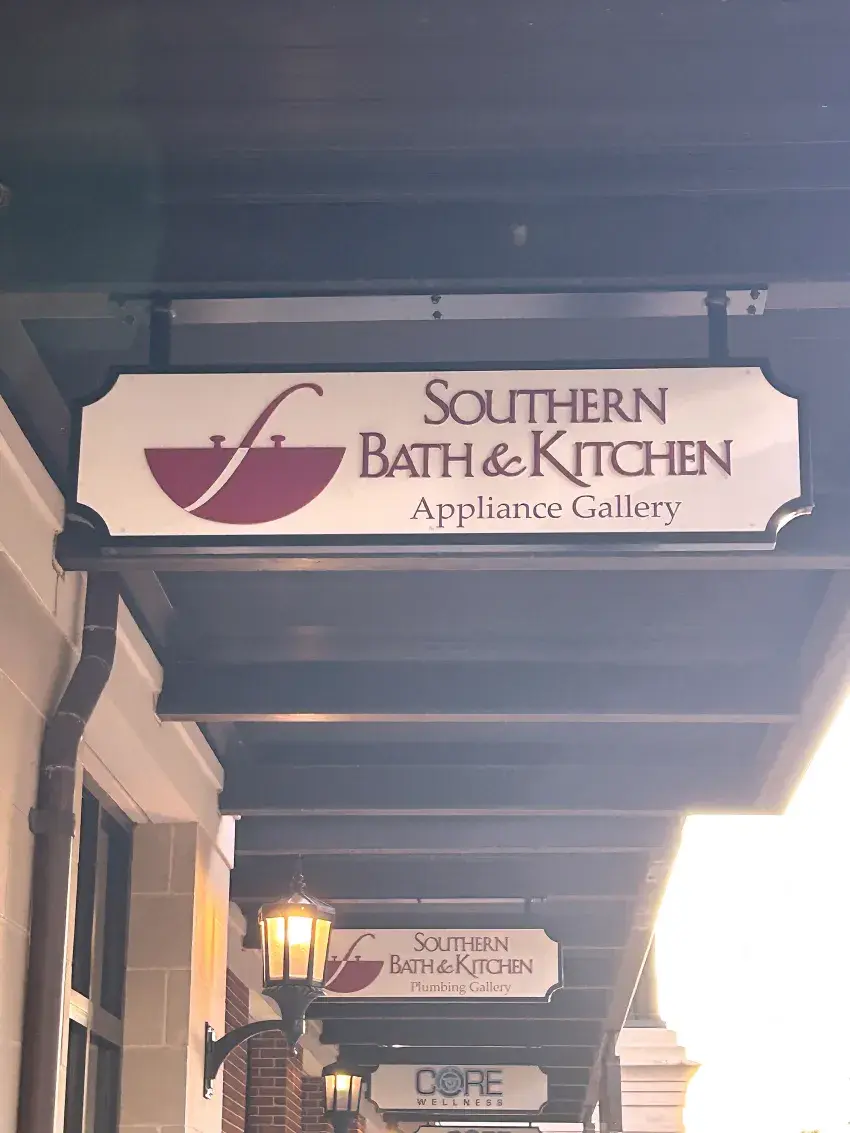 SOUTHERN
BATH & KITCHEN
Appliance Gallery
SOUTHERN
BATH & KITCHEN
Plumbing Gallery
CORE
WELLNESS